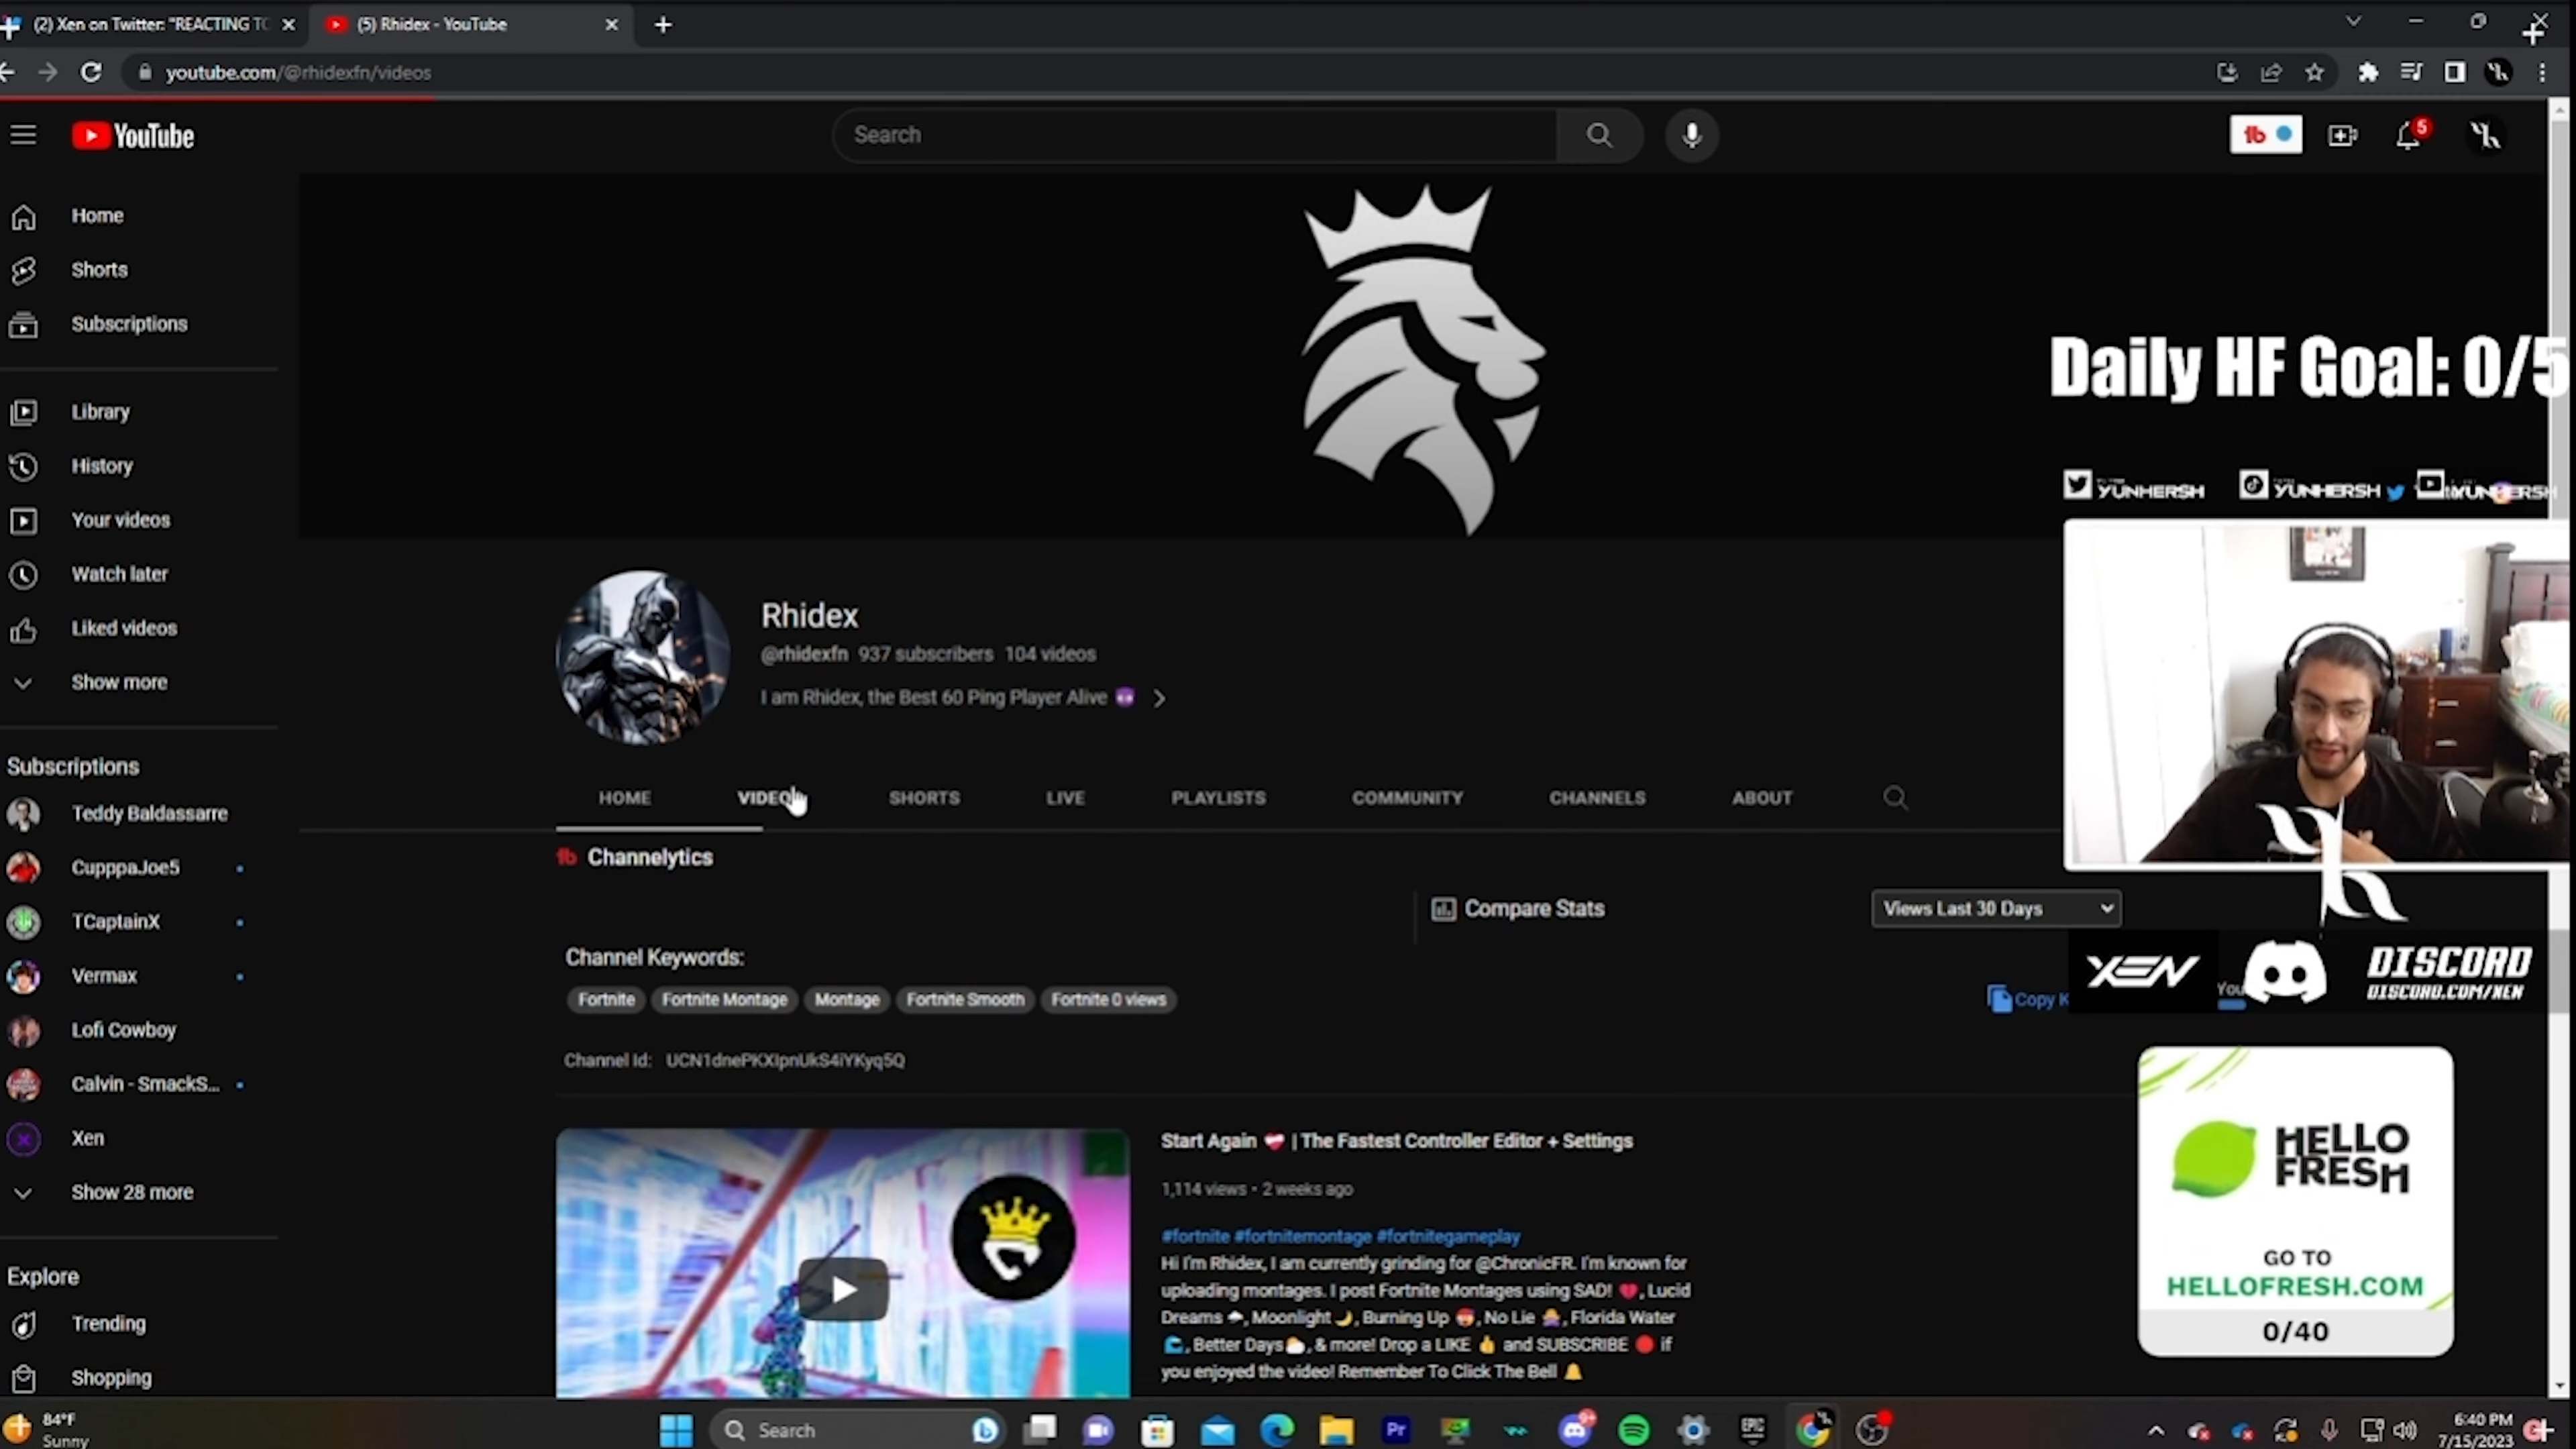 (2) Xen on Twitter: "REACTING TO
(5) Rhidex - YouTube
youtube.com/@rhidexfn/videos
YouTube
Search
5
Home
Shorts
Subscriptions
Library
History
Your videos
Watch later
Liked videos
Show more
Subscriptions
Teddy Baldassarre
CupppaJoe5
TCaptainX
Vermax
Lofi Cowboy
Calvin - SmackS...
Xen
Show 28 more
Explore
Trending
Shopping
Daily HF Goal: 0/5
YUNHERSH YUNHERSH YUNHERSH
Rhidex
@rhidexfn 937 subscribers 104 videos
I am Rhidex, the Best 60 Ping Player Alive 😈
HOME VIDEOS SHORTS LIVE PLAYLISTS COMMUNITY CHANNELS ABOUT
tb Channelytics
Compare Stats
Views Last 30 Days
Channel Keywords:
Fortnite Fortnite Montage Montage Fortnite Smooth Fortnite 0 views
Copy K
You
XEN
DISCORD
DISCORD.COM/XEN
Channel Id: UCN1dnePKXIpnUkS4iYKyq5Q
Start Again ❤️‍🩹 | The Fastest Controller Editor + Settings
1,114 views • 2 weeks ago
#fortnite #fortnitemontage #fortnitegameplay
Hi I'm Rhidex, I am currently grinding for @ChronicFR. I'm known for
uploading montages. I post Fortnite Montages using SAD! 💔, Lucid
Dreams 🌩, Moonlight 🌙, Burning Up 🥵, No Lie 🙅, Florida Water
🌊, Better Days ⛅, & more! Drop a LIKE 👍 and SUBSCRIBE 🔴 if
you enjoyed the video! Remember To Click The Bell 🔔
HELLO
FRESH
GO TO
HELLOFRESH.COM
0/40
84°F
Sunny
Search
Pr
EPIC
6:40 PM
7/15/2023